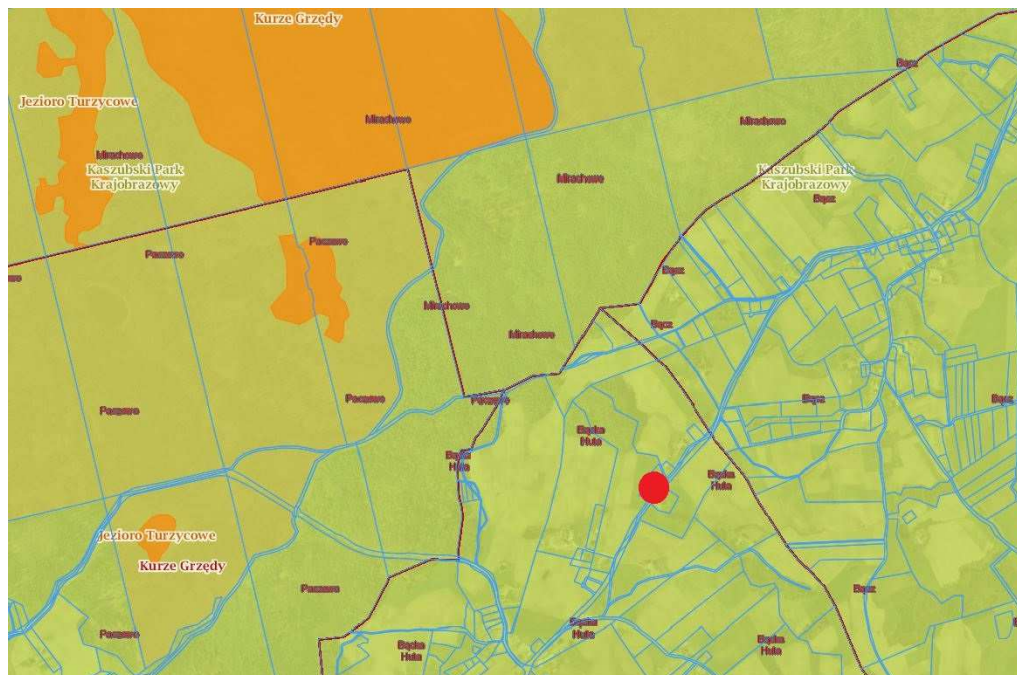 Kurze Grzędy
Bącz
Jezioro Turzycowe
Mirachowo
Mirachowo
Mirachowo
Kaszubski Park
Krajobrazowy
Mirachowo
Kaszubski Park
Krajobrazowy
Bącz
Paczewo
Paczewo
Bącz
Mirachowo
Bącz
Mirachowo
Paczewo
Paczewo
Paczewo
Bącz
Bącz
Bącka
Huta
Bącka
Huta
Bącka
Huta
Jezioro Turzycowe
Kurze Grzędy
Paczewo
Bącz
Paczewo
Bącka
Huta
Bącka
Huta
Bącka
Huta